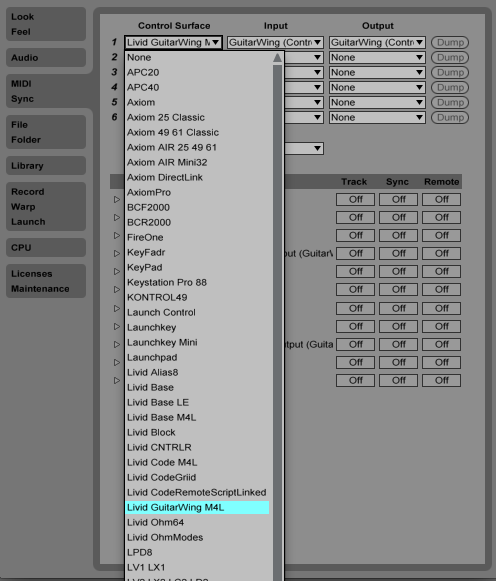 Look
Feel
Audio
MIDI
Sync
File
Folder
Library
Record
Warp
Launch
CPU
Licenses
Maintenance
Control Surface Input Output
1 Livid GuitarWing GuitarWing (Contr GuitarWing (Contr Dump
2 None Dump
3 None Dump
4 None Dump
5 None Dump
6 None Dump
None
APC20
APC40
Axiom
Axiom 25 Classic
Axiom 49 61 Classic
Axiom AIR 25 49 61
Axiom AIR Mini32
Axiom DirectLink
AxiomPro
BCF2000
BCR2000
FireOne
KeyFadr
KeyPad
Keystation Pro 88
KONTROL49
Launch Control
Launchkey
Launchkey Mini
Launchpad
Livid Alias8
Livid Base
Livid Base LE
Livid Base M4L
Livid Block
Livid CNTRLR
Livid Code M4L
Livid CodeGriid
Livid CodeRemoteScriptLinked
Livid GuitarWing M4L
Livid Ohm64
Livid OhmModes
LPD8
LV1 LX1
Track Sync Remote
Off Off Off
Off Off Off
Off Off Off
(Guitar Off Off Off
Off Off Off
Off Off Off
Off Off Off
Off Off Off
(Guita Off Off Off
Off Off Off
Off Off Off